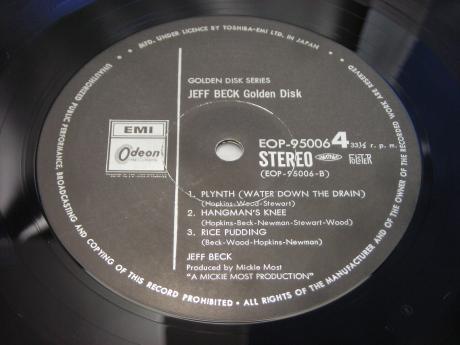 MFD. UNDER LICENCE BY TOSHIBA-EMI LTD. IN JAPAN
GOLDEN DISK SERIES
JEFF BECK Golden Disk
EMI
Odeon
EOP-95006 4 33⅓ r. p. m.
STEREO
(EOP-95006-B)
1. PLYNTH (WATER DOWN THE DRAIN)
(Hopkins-Wood-Stewart)
2. HANGMAN'S KNEE
(Hopkins-Beck-Newman-Stewart-Wood)
3. RICE PUDDING
(Beck-Wood-Hopkins-Newman)
JEFF BECK
Produced by Mickie Most
"A MICKIE MOST PRODUCTION"
UNAUTHORIZED PUBLIC PERFORMANCE, BROADCASTING AND COPYING OF THIS RECORD PROHIBITED • ALL RIGHTS OF THE MANUFACTURER AND OF THE OWNER OF THE RECORDED WORK ARE RESERVED